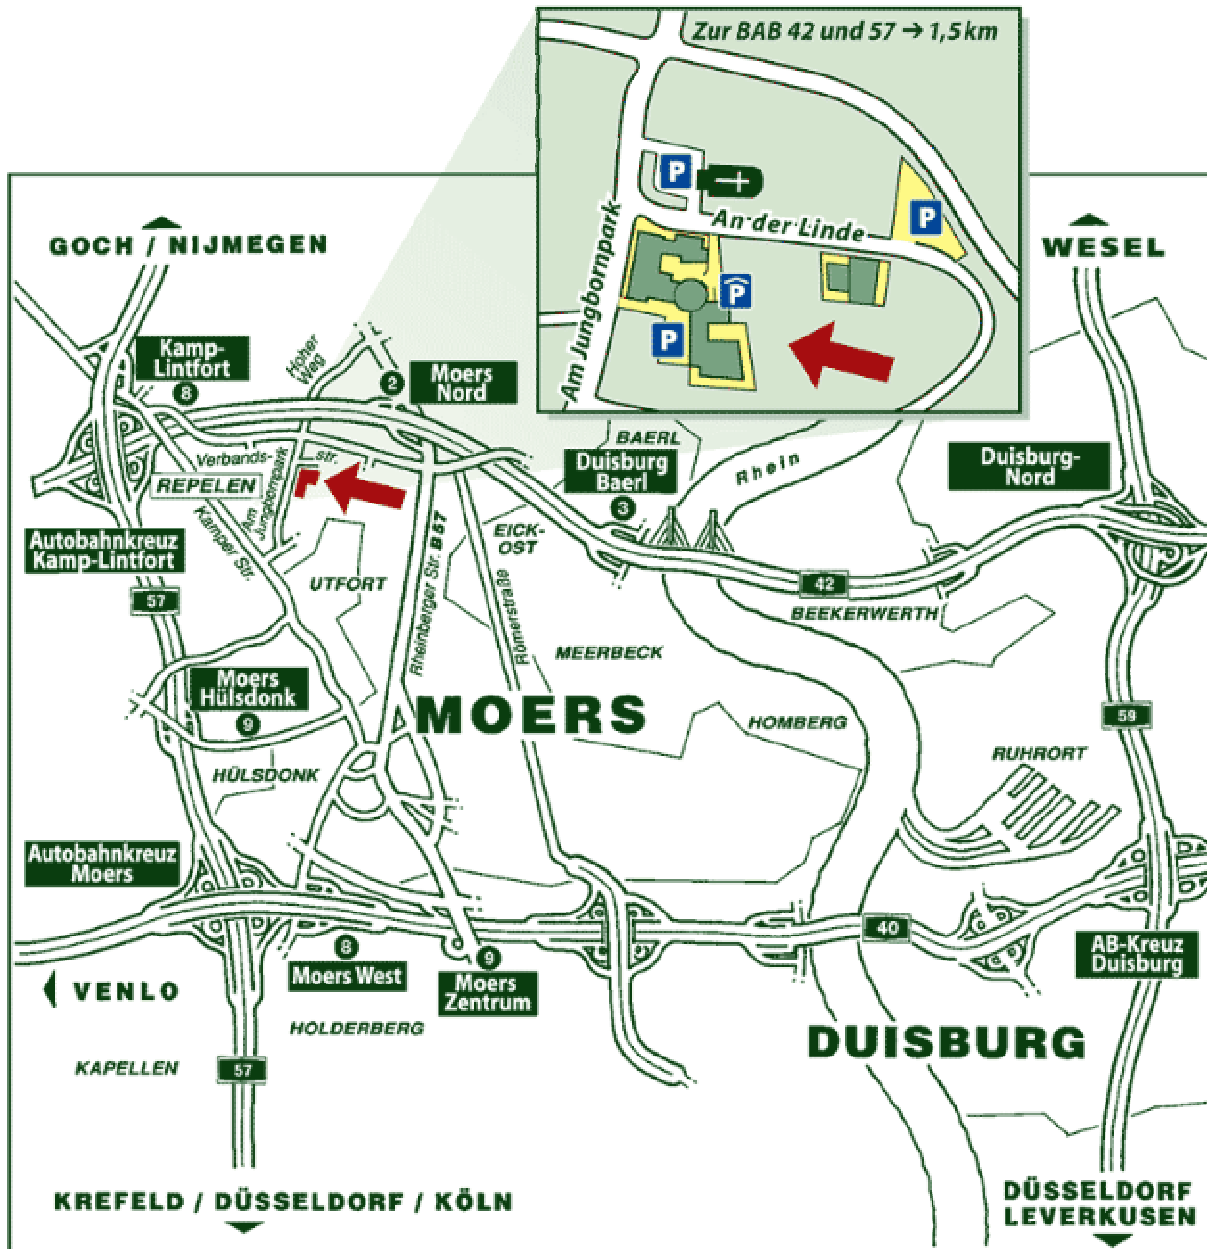 Zur BAB 42 und 57 → 1,5 km
P
An der Linde
P
P
P
Am Jungbornpark
GOCH / NIJMEGEN
WESEL
Kamp-
Lintfort
8
Hoher
Weg
2
Moers
Nord
BAERL
Duisburg
Baerl
3
Rhein
Duisburg-
Nord
Verbands-
str.
REPELEN
Am
Jungbornpark
Kamper Str.
Autobahnkreuz
Kamp-Lintfort
EICK-
OST
UTFORT
Rheinberger Str. B 57
Römerstraße
57
42
BEEKERWERTH
MEERBECK
Moers
Hülsdonk
9
MOERS
HOMBERG
59
RUHRORT
HÜLSDONK
Autobahnkreuz
Moers
40
8
Moers West
9
Moers
Zentrum
AB-Kreuz
Duisburg
VENLO
HOLDERBERG
DUISBURG
KAPELLEN
57
KREFELD / DÜSSELDORF / KÖLN
DÜSSELDORF
LEVERKUSEN